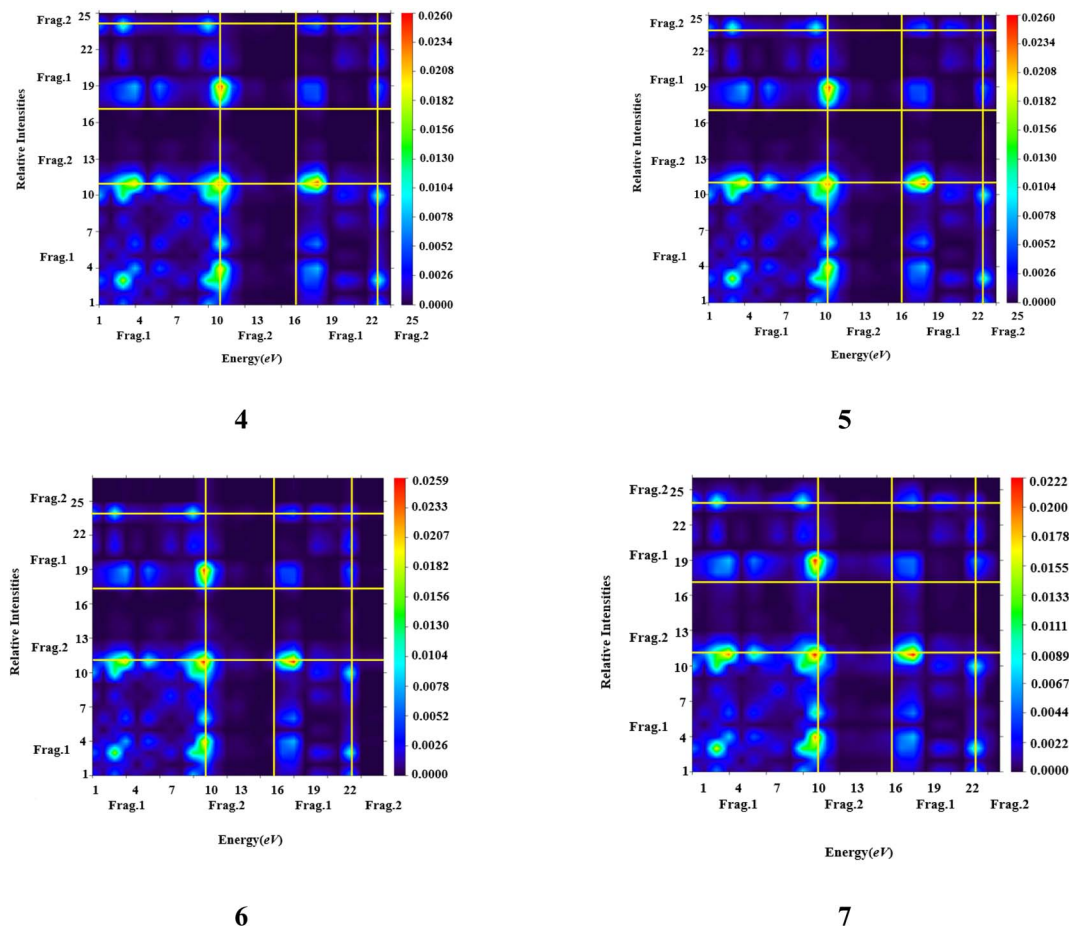 Frag.2 25 0.0260
0.0234
22
0.0208
Frag.1 19
0.0182
16
0.0156
Frag.2 13
0.0130
10
0.0104
0.0078
7
0.0052
Frag.1 4
0.0026
1 0.0000
Relative Intensities
1 4 7 10 13 16 19 22 25
Frag.1 Frag.2 Frag.1 Frag.2
Energy(eV)
4
Frag.2 25 0.0260
0.0234
22
0.0208
Frag.1 19
0.0182
16
0.0156
Frag.2 13
0.0130
10
0.0104
0.0078
7
0.0052
Frag.1 4
0.0026
1 0.0000
Relative Intensities
1 4 7 10 13 16 19 22 25
Frag.1 Frag.2 Frag.1 Frag.2
Energy(eV)
5
Frag.2 25 0.0259
0.0233
22
0.0207
Frag.1 19
0.0182
16
0.0156
Frag.2 13
0.0130
10
0.0104
0.0078
7
0.0052
Frag.1 4
0.0026
1 0.0000
Relative Intensities
1 4 7 10 13 16 19 22
Frag.1 Frag.2 Frag.1 Frag.2
Energy(eV)
6
Frag.2 25 0.0222
0.0200
22
0.0178
Frag.1 19
0.0155
16
0.0133
Frag.2 13
0.0111
10
0.0089
0.0067
7
0.0044
Frag.1 4
0.0022
1 0.0000
Relative Intensities
1 4 7 10 13 16 19 22
Frag.1 Frag.2 Frag.1 Frag.2
Energy(eV)
7